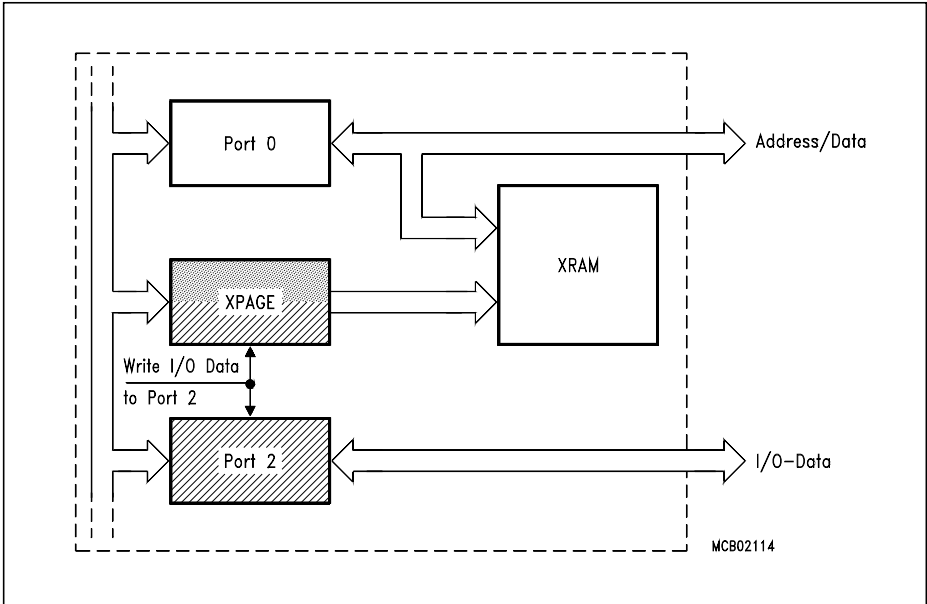 Port 0
Address/Data
XRAM
XPAGE
Write I/O Data
to Port 2
Port 2
I/O-Data
MCB02114